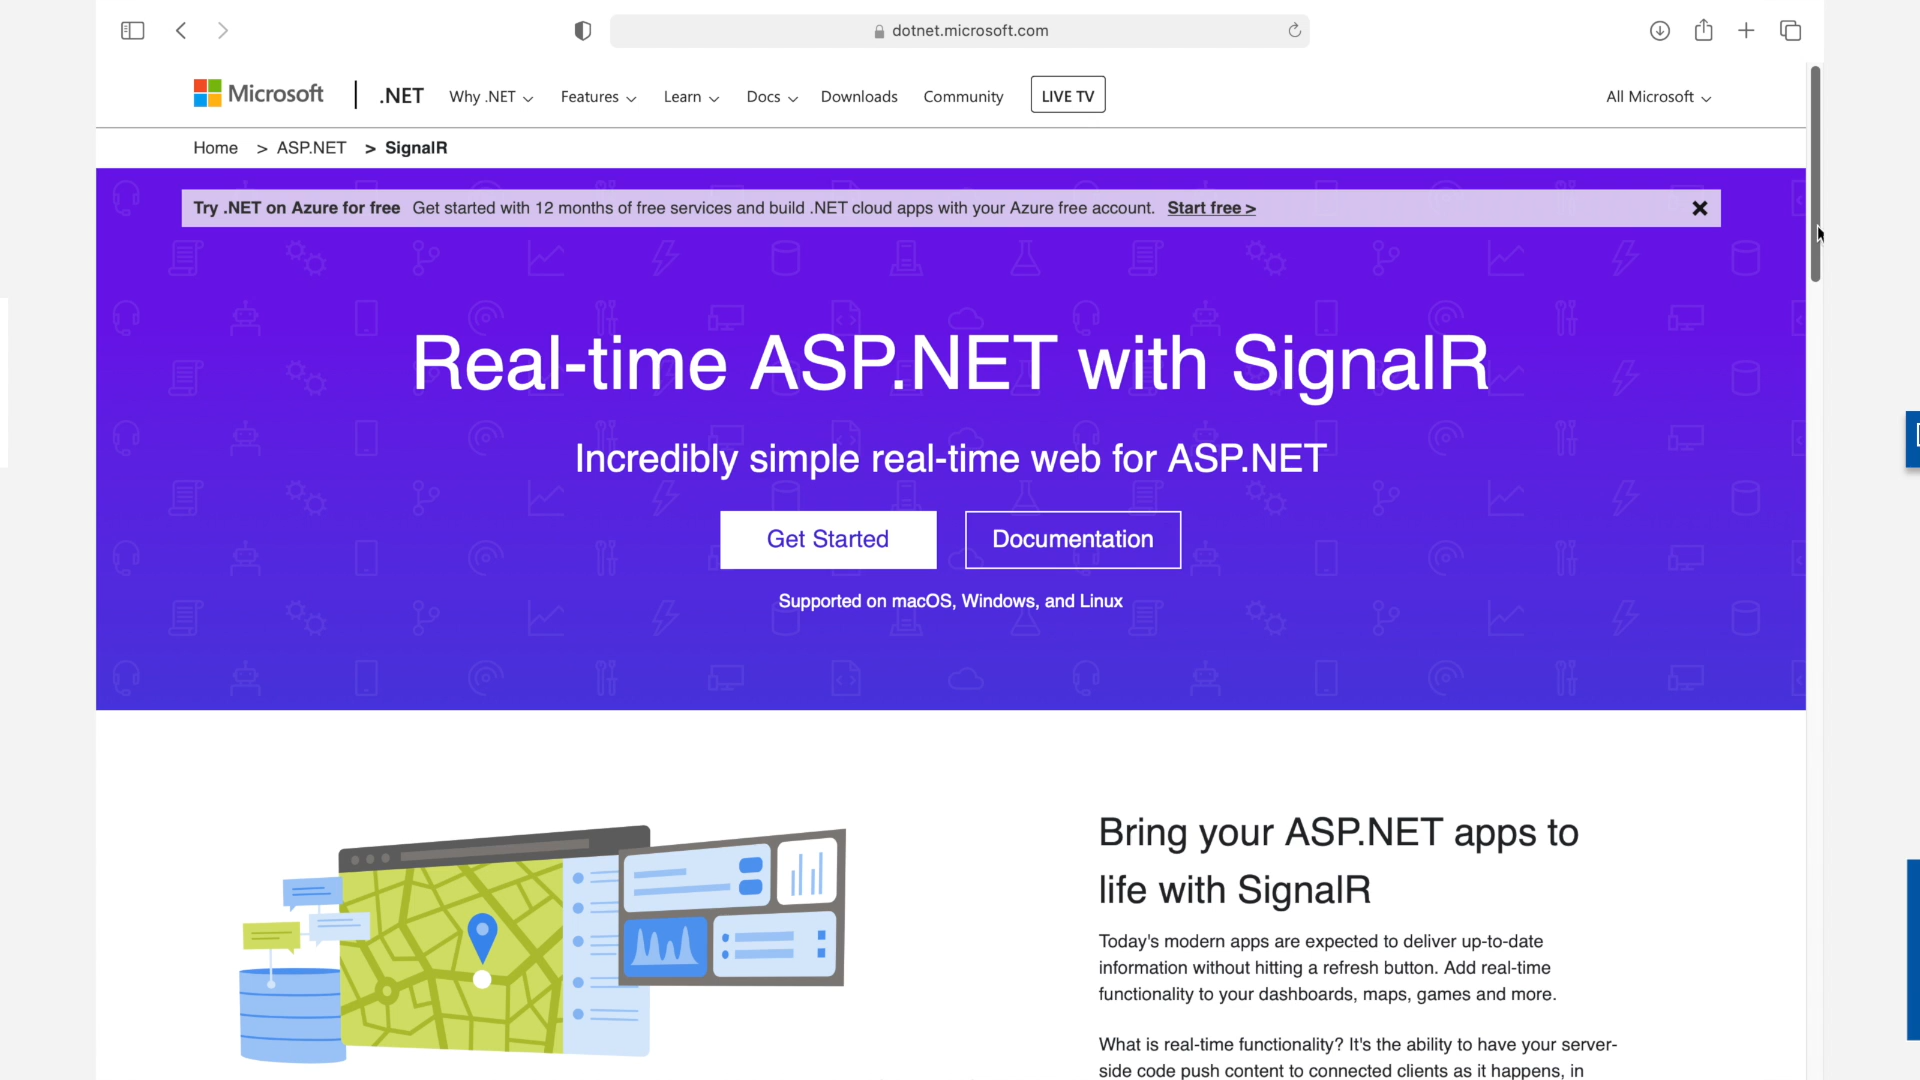 dotnet.microsoft.com
Microsoft
.NET
Why .NET
Features
Learn
Docs
Downloads
Community
LIVE TV
All Microsoft
Home > ASP.NET > SignalR
Try .NET on Azure for free Get started with 12 months of free services and build .NET cloud apps with your Azure free account. Start free >
Real-time ASP.NET with SignalR
Incredibly simple real-time web for ASP.NET
Get Started
Documentation
Supported on macOS, Windows, and Linux
Bring your ASP.NET apps to
life with SignalR
Today's modern apps are expected to deliver up-to-date
information without hitting a refresh button. Add real-time
functionality to your dashboards, maps, games and more.
What is real-time functionality? It's the ability to have your server-
side code push content to connected clients as it happens, in